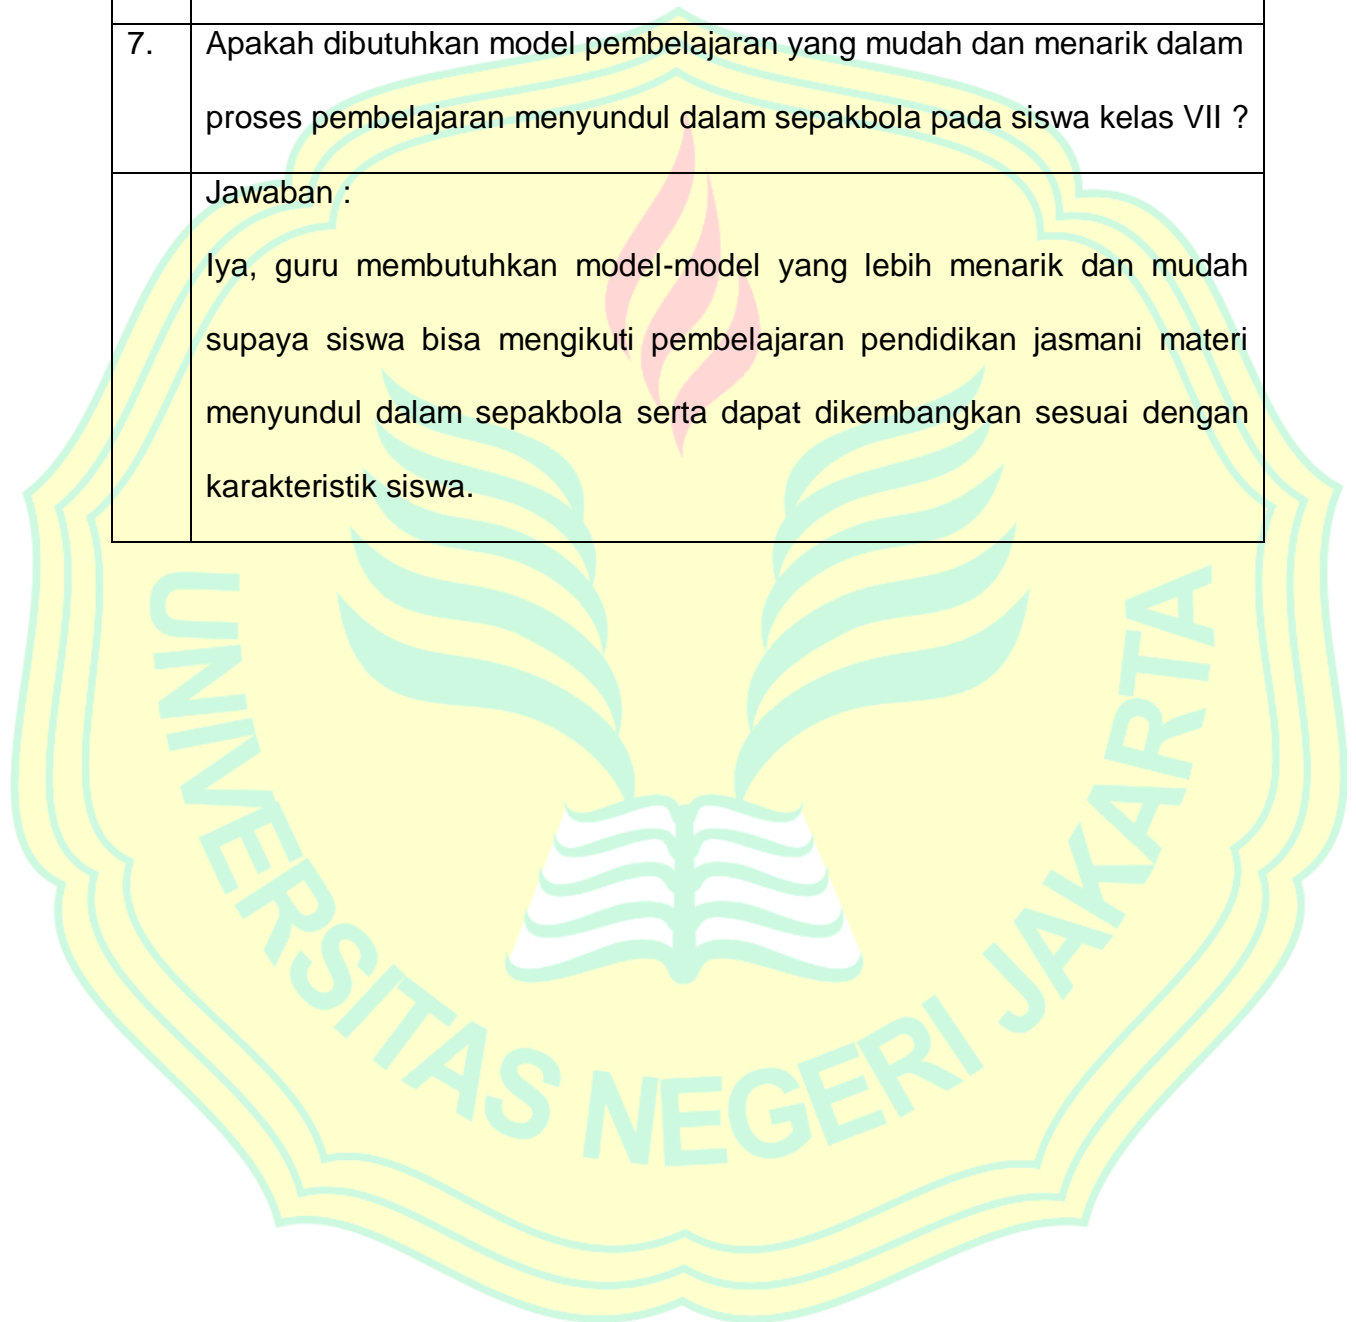 7. Apakah dibutuhkan model pembelajaran yang mudah dan menarik dalam
proses pembelajaran menyundul dalam sepakbola pada siswa kelas VII ?
Jawaban :
Iya, guru membutuhkan model-model yang lebih menarik dan mudah
supaya siswa bisa mengikuti pembelajaran pendidikan jasmani materi
menyundul dalam sepakbola serta dapat dikembangkan sesuai dengan
karakteristik siswa.
UNIVERSITAS NEGERI JAKARTA